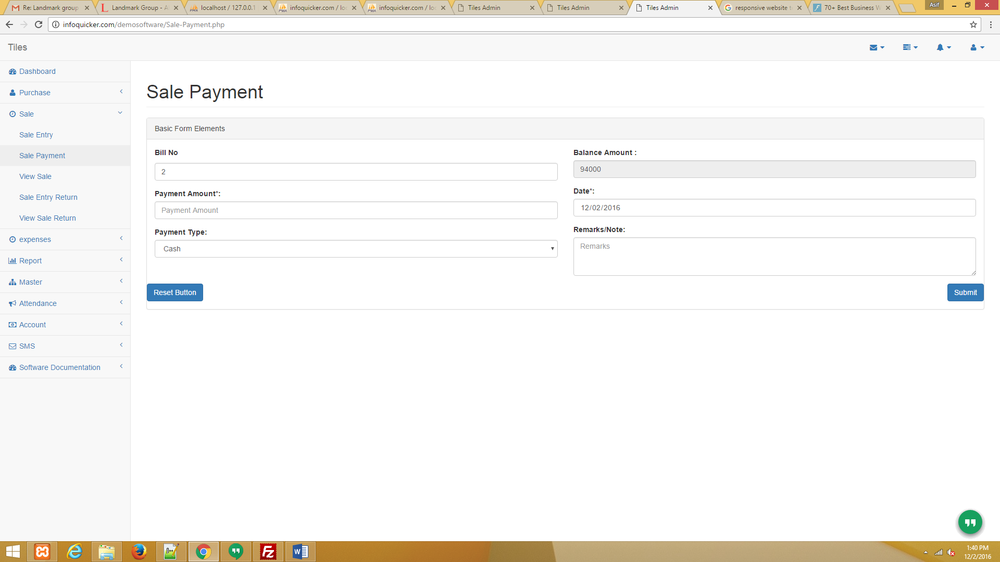 Re: Landmark group
Landmark Group - A
localhost / 127.0.0.1
infoquicker.com / loc
infoquicker.com / loc
Tiles Admin
Tiles Admin
Tiles Admin
responsive website t
70+ Best Business W
Asif
infoquicker.com/demosoftware/Sale-Payment.php
Tiles
Dashboard
Purchase
Sale
Sale Entry
Sale Payment
View Sale
Sale Entry Return
View Sale Return
expenses
Report
Master
Attendance
Account
SMS
Software Documentation
Sale Payment
Basic Form Elements
Bill No
2
Payment Amount*:
Payment Amount
Payment Type:
Cash
Balance Amount :
94000
Date*:
12/02/2016
Remarks/Note:
Remarks
Reset Button
Submit
1:40 PM
12/2/2016